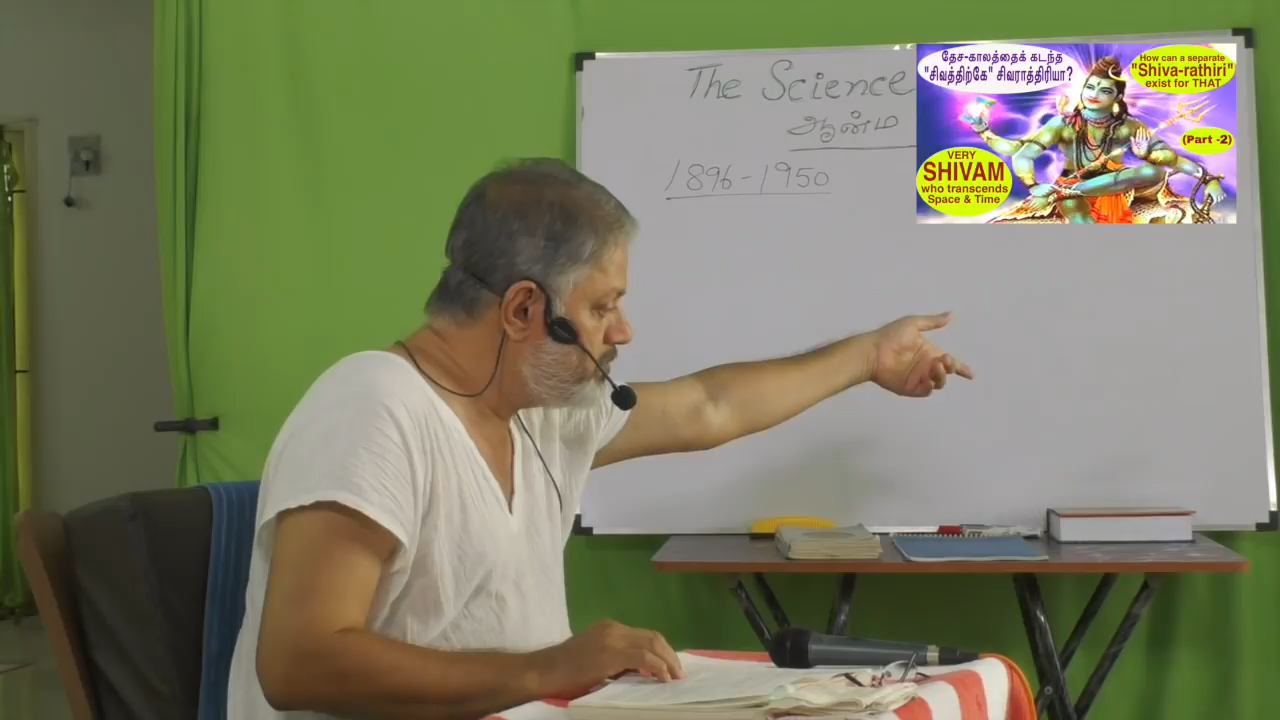 The Science
ஆன்ம
1896-1950
தேச-காலத்தைக் கடந்த
"சிவத்திற்கே" சிவராத்திரியா?
How can a separate
"Shiva-rathiri"
exist for THAT
(Part -2)
VERY
SHIVAM
who transcends
Space & Time